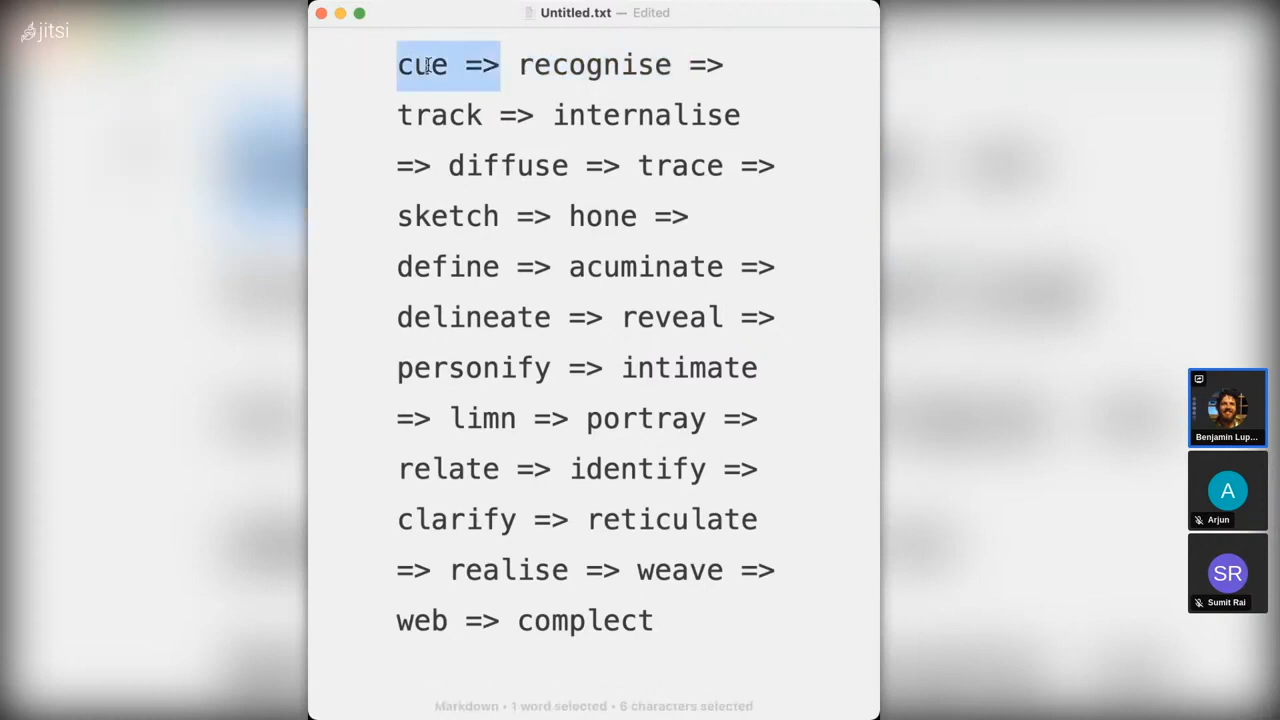 jitsi
Untitled.txt — Edited
cue => recognise =>
track => internalise
=> diffuse => trace =>
sketch => hone =>
define => acuminate =>
delineate => reveal =>
personify => intimate
=> limn => portray =>
relate => identify =>
clarify => reticulate
=> realise => weave =>
web => complect
Markdown • 1 word selected • 6 characters selected
Benjamin Lup...
A
Arjun
SR
Sumit Rai